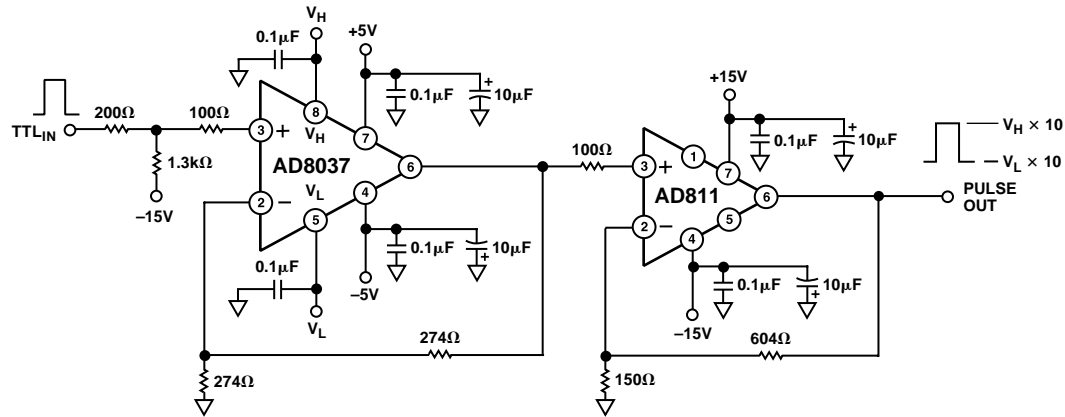 V_H
0.1µF
+5V
0.1µF
+
10µF
200Ω
100Ω
TTL_IN
1.3kΩ
–15V
3
+
8
V_H
7
AD8037
6
V_L
2
–
4
5
0.1µF
V_L
0.1µF
10µF
+
–5V
274Ω
274Ω
+15V
0.1µF
+
10µF
100Ω
3
+
1
7
AD811
6
2
–
5
4
0.1µF
10µF
+
–15V
604Ω
150Ω
V_H × 10
V_L × 10
PULSE
OUT